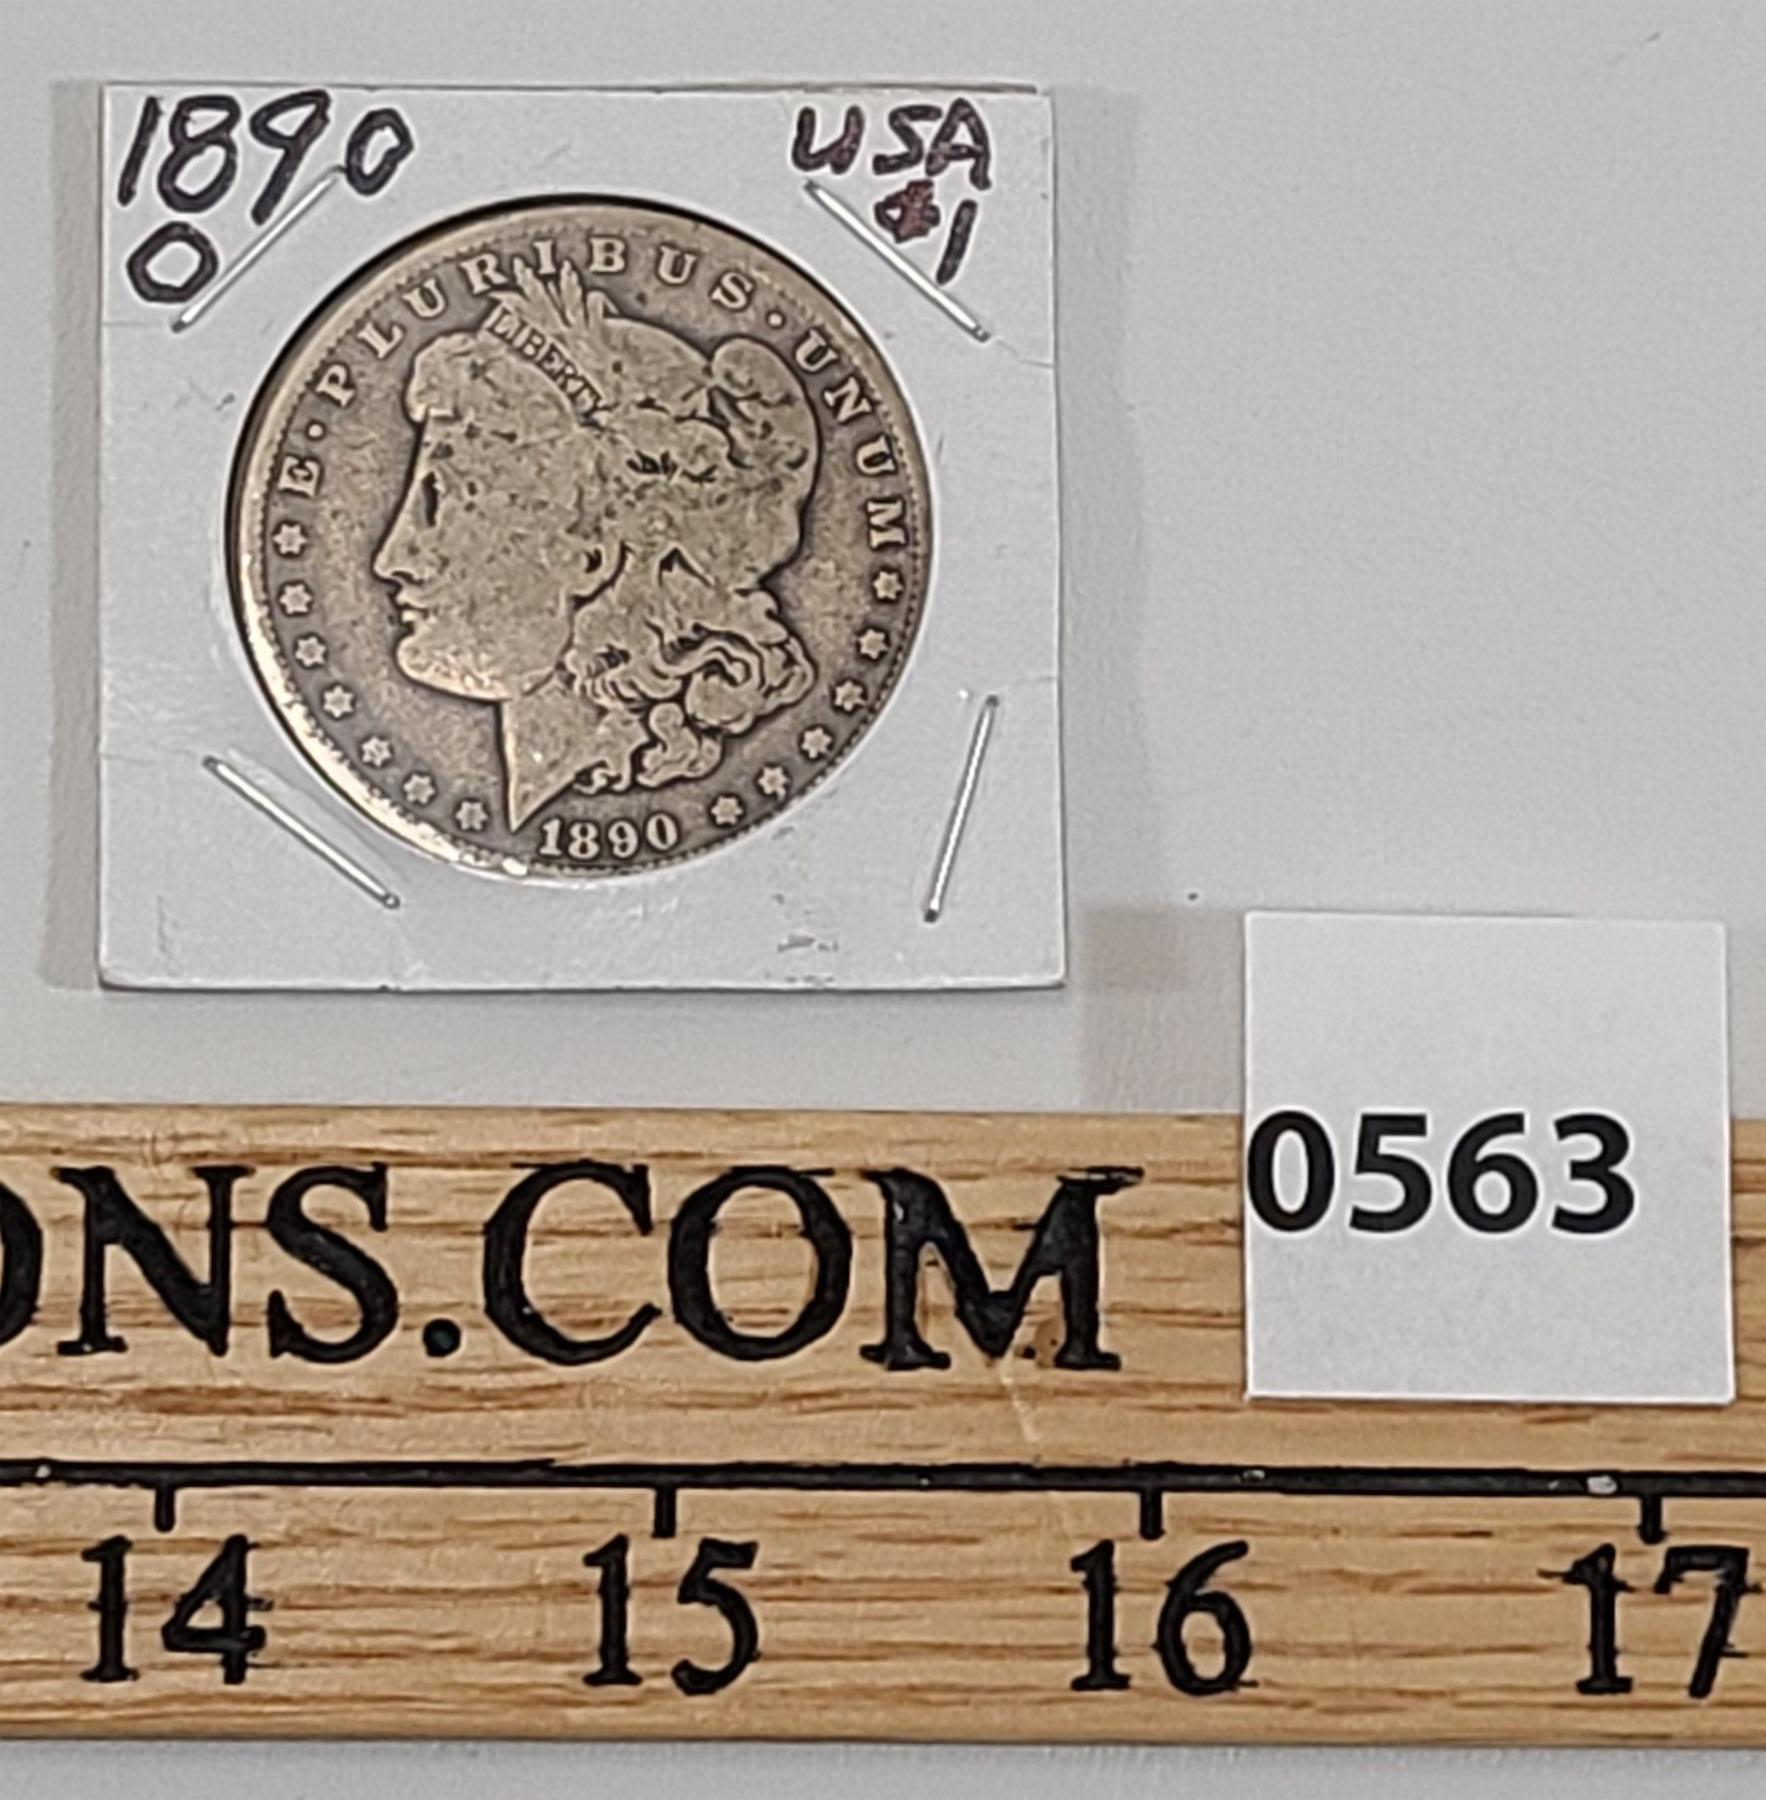 1890 USA
O $1
E·PLURIBUS·UNUM
LIBERTY
1890
0563
ONS.COM
14 15 16 17